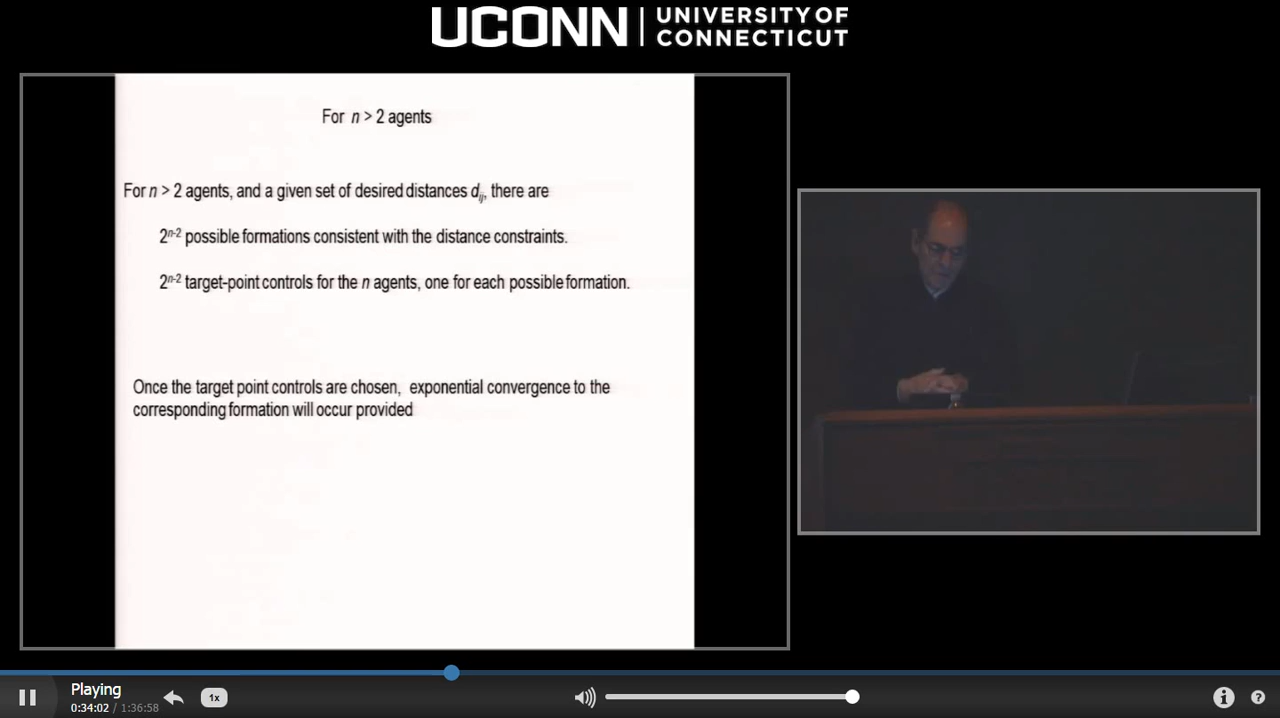 UCONN | UNIVERSITY OF
CONNECTICUT
For n > 2 agents
For n > 2 agents, and a given set of desired distances dij, there are
2^n-2 possible formations consistent with the distance constraints.
2^n-2 target-point controls for the n agents, one for each possible formation.
Once the target point controls are chosen, exponential convergence to the
corresponding formation will occur provided
Playing
1x
0:34:02 / 1:36:58